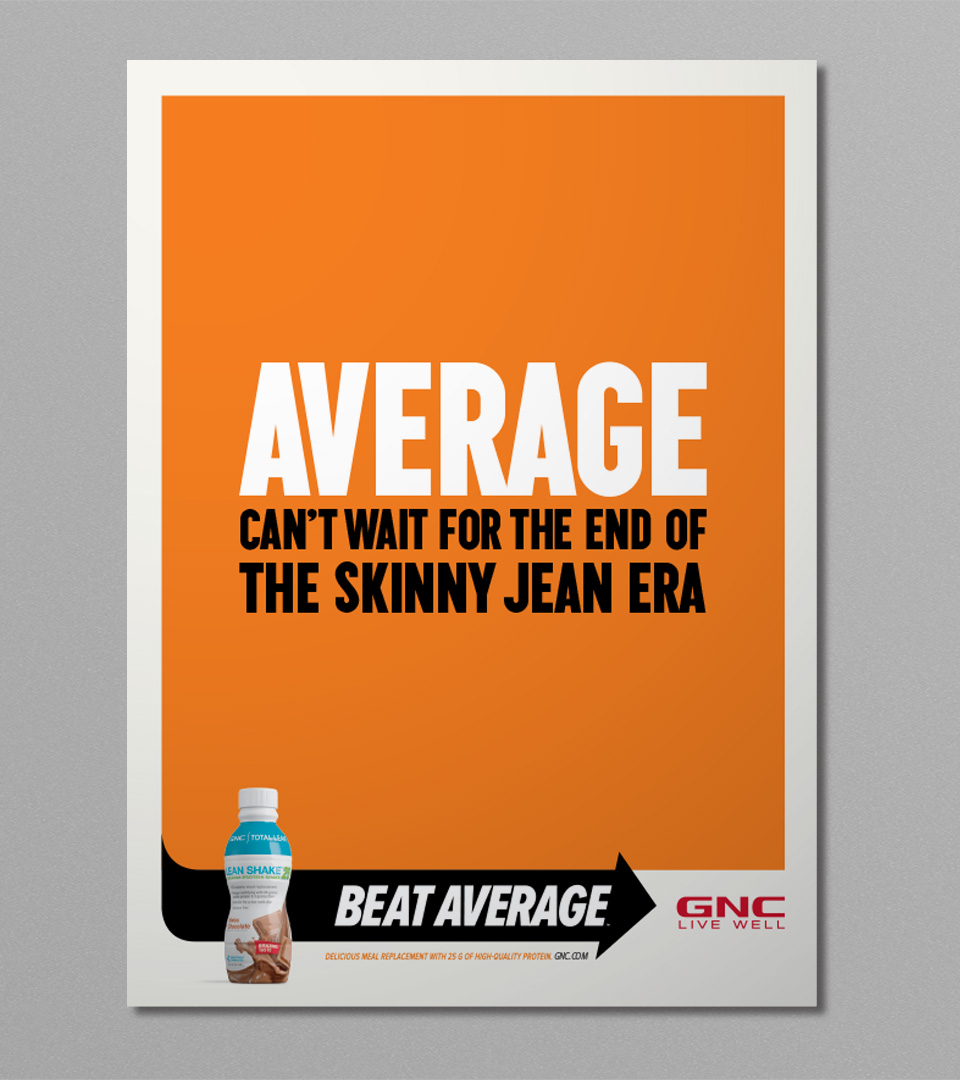 AVERAGE
CAN'T WAIT FOR THE END OF
THE SKINNY JEAN ERA
GNC | TOTAL LEAN
LEAN SHAKE 25
BEAT AVERAGE
DELICIOUS MEAL REPLACEMENT WITH 25 G OF HIGH-QUALITY PROTEIN. GNC.COM
GNC
LIVE WELL